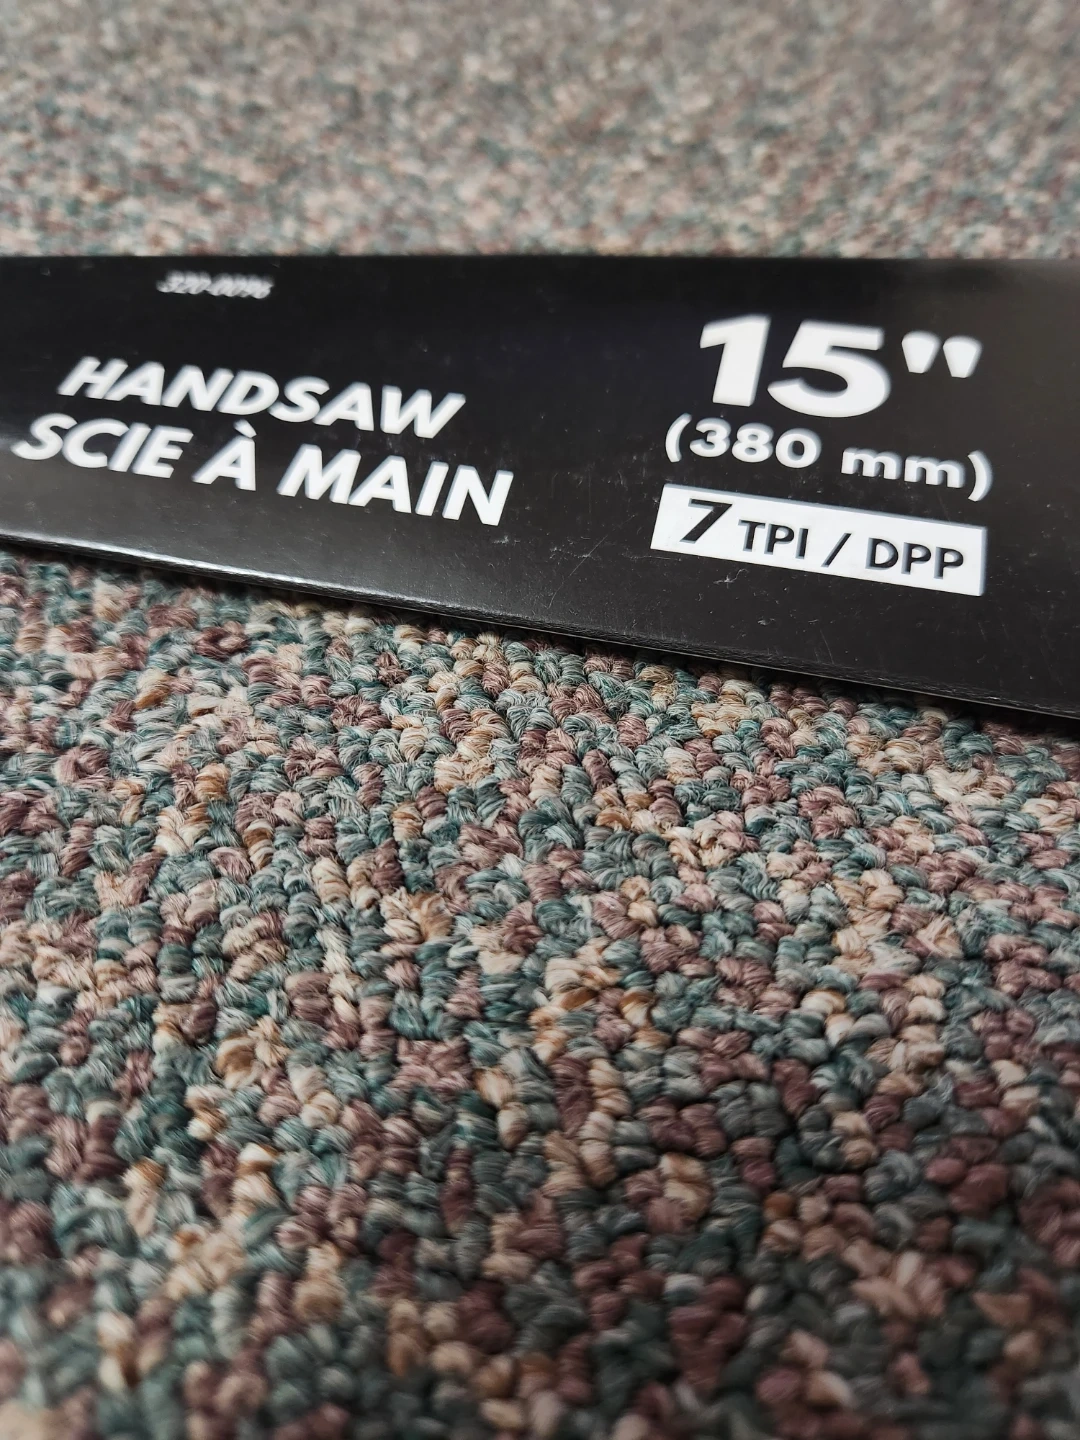 HANDSAW
SCIE À MAIN
15"
(380 mm)
7 TPI / DPP